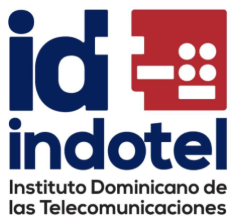 id
indotel
Instituto Dominicano de
las Telecomunicaciones